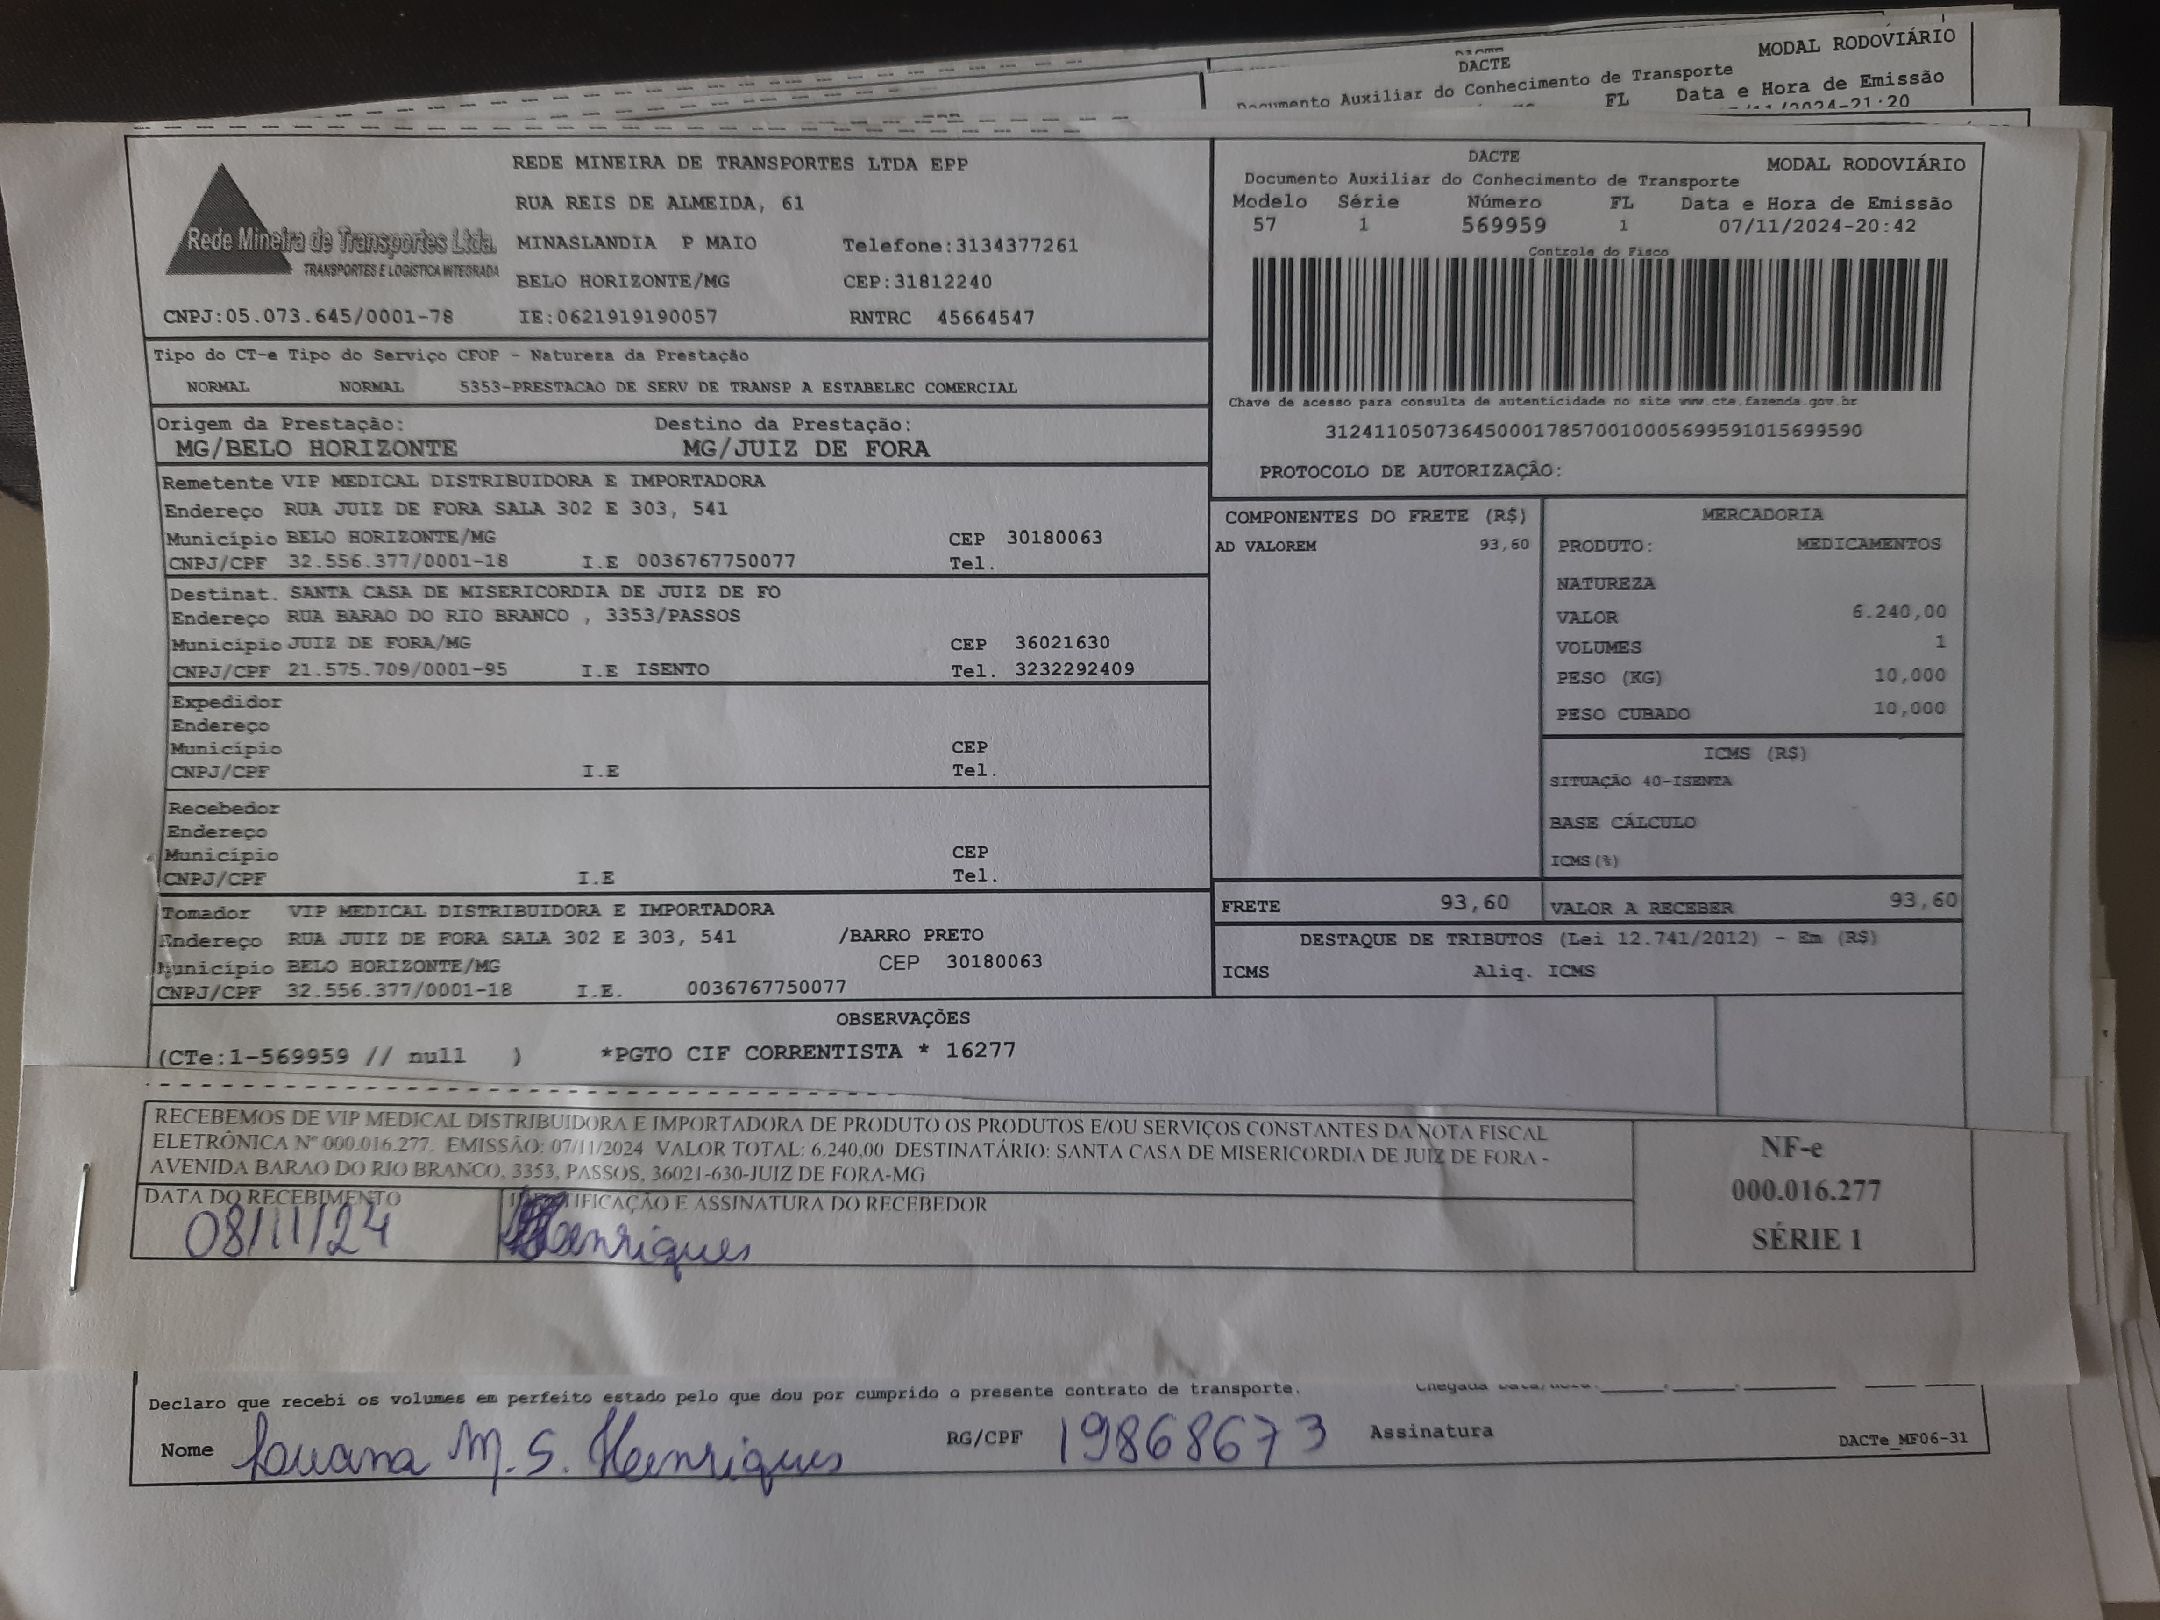 DACTE
MODAL RODOVIÁRIO
Documento Auxiliar do Conhecimento de Transporte
FL Data e Hora de Emissão
/11/2024-21:20
Rede Mineira de Transportes Ltda.
TRANSPORTES E LOGÍSTICA INTEGRADA
REDE MINEIRA DE TRANSPORTES LTDA EPP
RUA REIS DE ALMEIDA, 61
MINASLANDIA P MAIO Telefone:3134377261
BELO HORIZONTE/MG CEP:31812240
CNPJ:05.073.645/0001-78 IE:0621919190057 RNTRC 45664547
DACTE
MODAL RODOVIÁRIO
Documento Auxiliar do Conhecimento de Transporte
Modelo Série Número FL Data e Hora de Emissão
57 1 569959 1 07/11/2024-20:42
Controle do Fisco
Chave de acesso para consulta de autenticidade no site www.cte.fazenda.gov.br
31241105073645000178570010005699591015699590
PROTOCOLO DE AUTORIZAÇÃO:
Tipo do CT-e Tipo do Serviço CFOP - Natureza da Prestação
NORMAL NORMAL 5353-PRESTACAO DE SERV DE TRANSP A ESTABELEC COMERCIAL
Origem da Prestação: Destino da Prestação:
MG/BELO HORIZONTE MG/JUIZ DE FORA
Remetente VIP MEDICAL DISTRIBUIDORA E IMPORTADORA
Endereço RUA JUIZ DE FORA SALA 302 E 303, 541
Município BELO HORIZONTE/MG CEP 30180063
CNPJ/CPF 32.556.377/0001-18 I.E 0036767750077 Tel.
Destinat. SANTA CASA DE MISERICORDIA DE JUIZ DE FO
Endereço RUA BARAO DO RIO BRANCO , 3353/PASSOS
Município JUIZ DE FORA/MG CEP 36021630
CNPJ/CPF 21.575.709/0001-95 I.E ISENTO Tel. 3232292409
Expedidor
Endereço
Município CEP
CNPJ/CPF I.E Tel.
Recebedor
Endereço
Município CEP
CNPJ/CPF I.E Tel.
Tomador VIP MEDICAL DISTRIBUIDORA E IMPORTADORA
Endereço RUA JUIZ DE FORA SALA 302 E 303, 541 /BARRO PRETO
Município BELO HORIZONTE/MG CEP 30180063
CNPJ/CPF 32.556.377/0001-18 I.E. 0036767750077
COMPONENTES DO FRETE (R$)
AD VALOREM 93,60
MERCADORIA
PRODUTO: MEDICAMENTOS
NATUREZA
VALOR 6.240,00
VOLUMES 1
PESO (KG) 10,000
PESO CUBADO 10,000
ICMS (R$)
SITUAÇÃO 40-ISENTA
BASE CÁLCULO
ICMS(%)
FRETE 93,60 VALOR A RECEBER 93,60
DESTAQUE DE TRIBUTOS (Lei 12.741/2012) - Em (R$)
ICMS Aliq. ICMS
OBSERVAÇÕES
(CTe:1-569959 // null ) *PGTO CIF CORRENTISTA * 16277
RECEBEMOS DE VIP MEDICAL DISTRIBUIDORA E IMPORTADORA DE PRODUTO OS PRODUTOS E/OU SERVIÇOS CONSTANTES DA NOTA FISCAL
ELETRÔNICA Nº 000.016.277. EMISSÃO: 07/11/2024 VALOR TOTAL: 6.240,00 DESTINATÁRIO: SANTA CASA DE MISERICORDIA DE JUIZ DE FORA -
AVENIDA BARAO DO RIO BRANCO, 3353, PASSOS, 36021-630-JUIZ DE FORA-MG
DATA DO RECEBIMENTO IDENTIFICAÇÃO E ASSINATURA DO RECEBEDOR
08/11/24 Henriques
NF-e
000.016.277
SÉRIE 1
Declaro que recebi os volumes em perfeito estado pelo que dou por cumprido o presente contrato de transporte. Chegada Data/Hora:
Nome Louana M. S. Henriques RG/CPF 19868673 Assinatura
DACTe_MF06-31